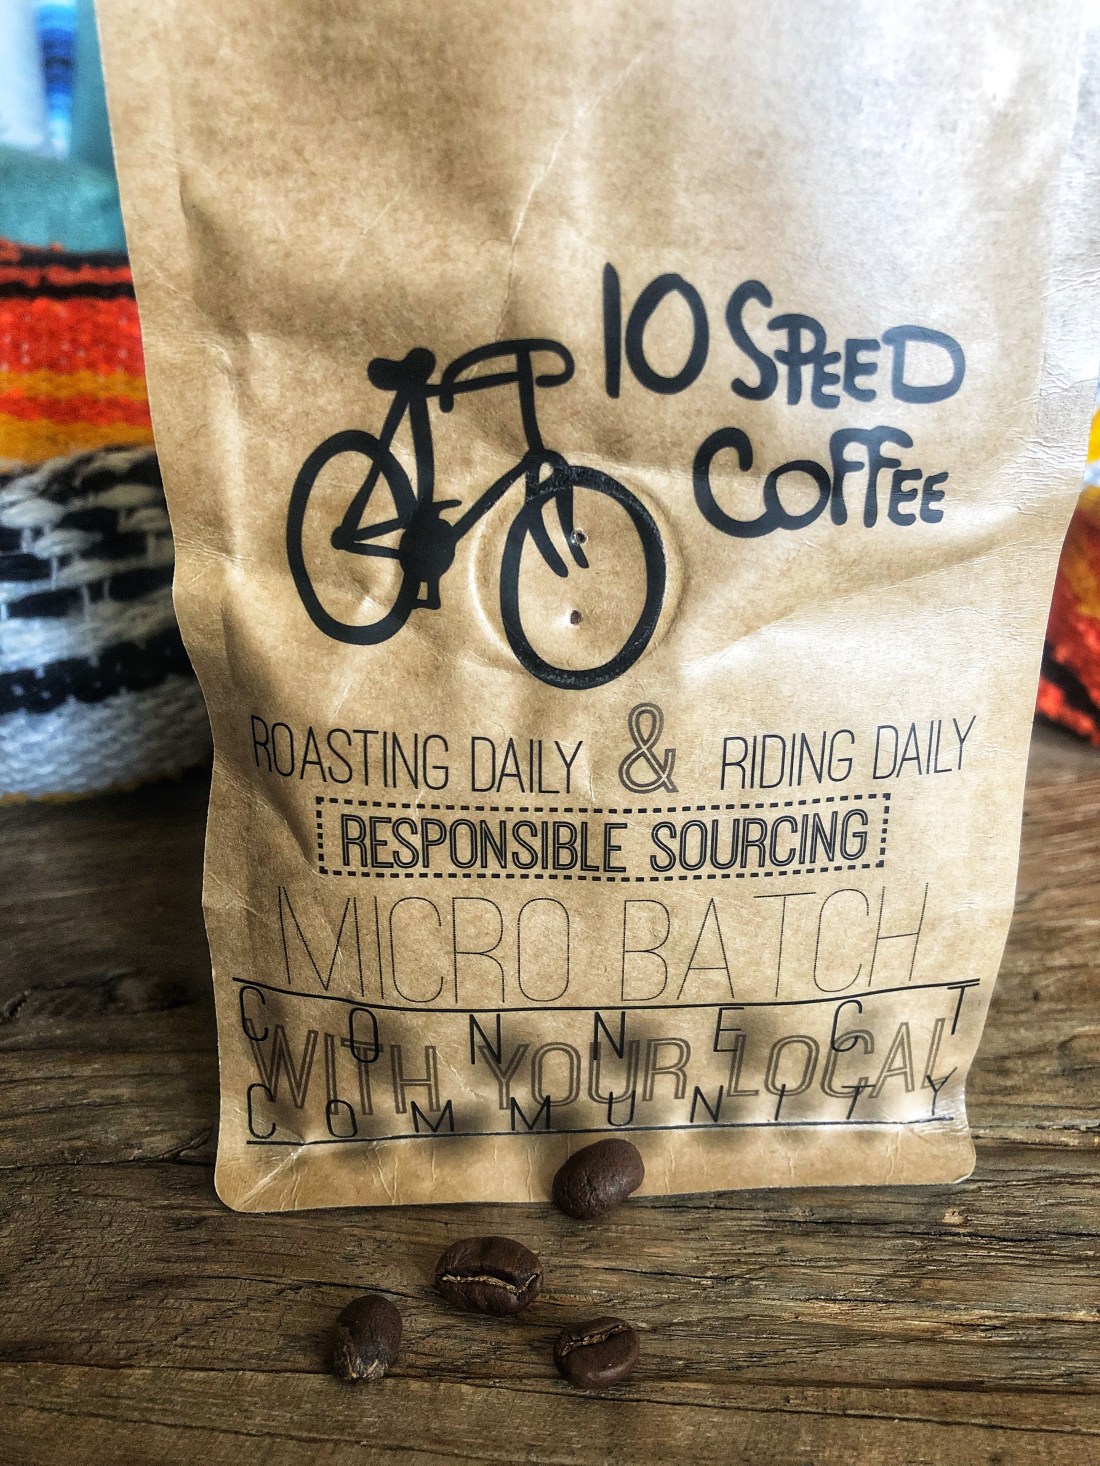 10 SPEED
COFFEE
ROASTING DAILY & RIDING DAILY
RESPONSIBLE SOURCING
MICRO BATCH
CONNECT
WITH YOUR LOCAL
COMMUNITY